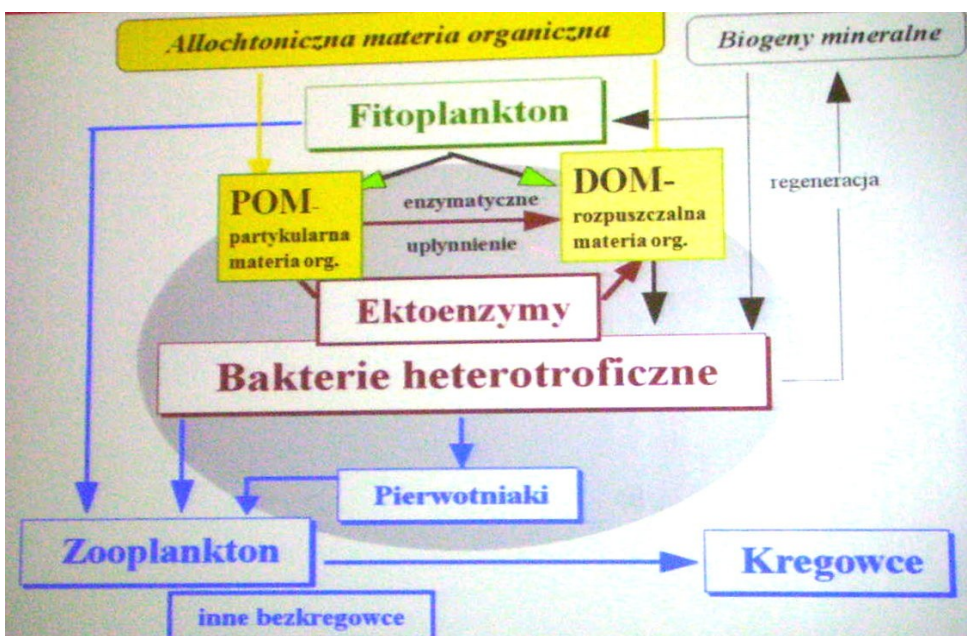 Allochtoniczna materia organiczna
Biogeny mineralne
Fitoplankton
POM-
partykularna
materia org.
enzymatyczne
upłynnienie
DOM-
rozpuszczalna
materia org.
regeneracja
Ektoenzymy
Bakterie heterotroficzne
Pierwotniaki
Zooplankton
Kregowce
inne bezkregowce